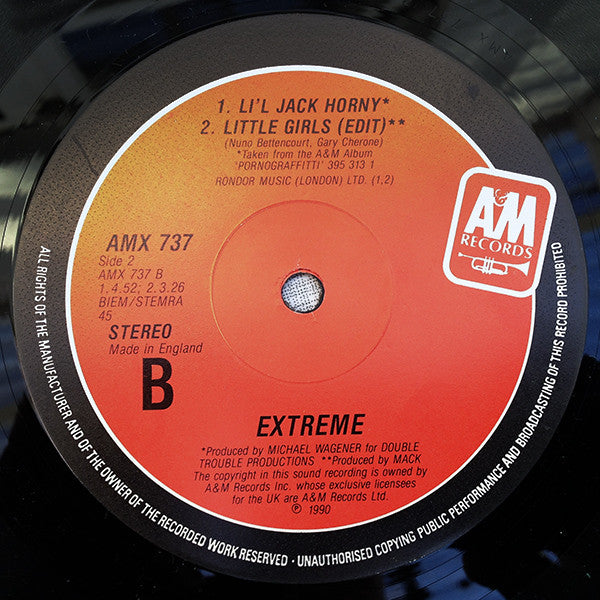 1. LI'L JACK HORNY*
2. LITTLE GIRLS (EDIT)**
(Nuno Bettencourt, Gary Cherone)
*Taken from the A&M Album
'PORNOGRAFFITTI' 395 313 1
RONDOR MUSIC (LONDON) LTD. (1,2)
A&M
RECORDS
AMX 737
Side 2
AMX 737 B
1. 4.52; 2. 3.26
BIEM/STEMRA
45
STEREO
Made in England
B
EXTREME
*Produced by MICHAEL WAGENER for DOUBLE
TROUBLE PRODUCTIONS **Produced by MACK
The copyright in this sound recording is owned by
A&M Records Inc. whose exclusive licensees
for the UK are A&M Records Ltd.
℗ 1990
ALL RIGHTS OF THE MANUFACTURER AND OF THE OWNER OF THE RECORDED WORK RESERVED · UNAUTHORISED COPYING PUBLIC PERFORMANCE AND BROADCASTING OF THIS RECORD PROHIBITED